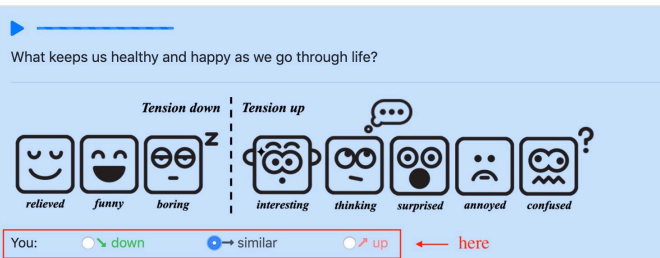 What keeps us healthy and happy as we go through life?
Tension down Tension up
z
?
relieved funny boring interesting thinking surprised annoyed confused
You: ↘ down → similar ↗ up ← here